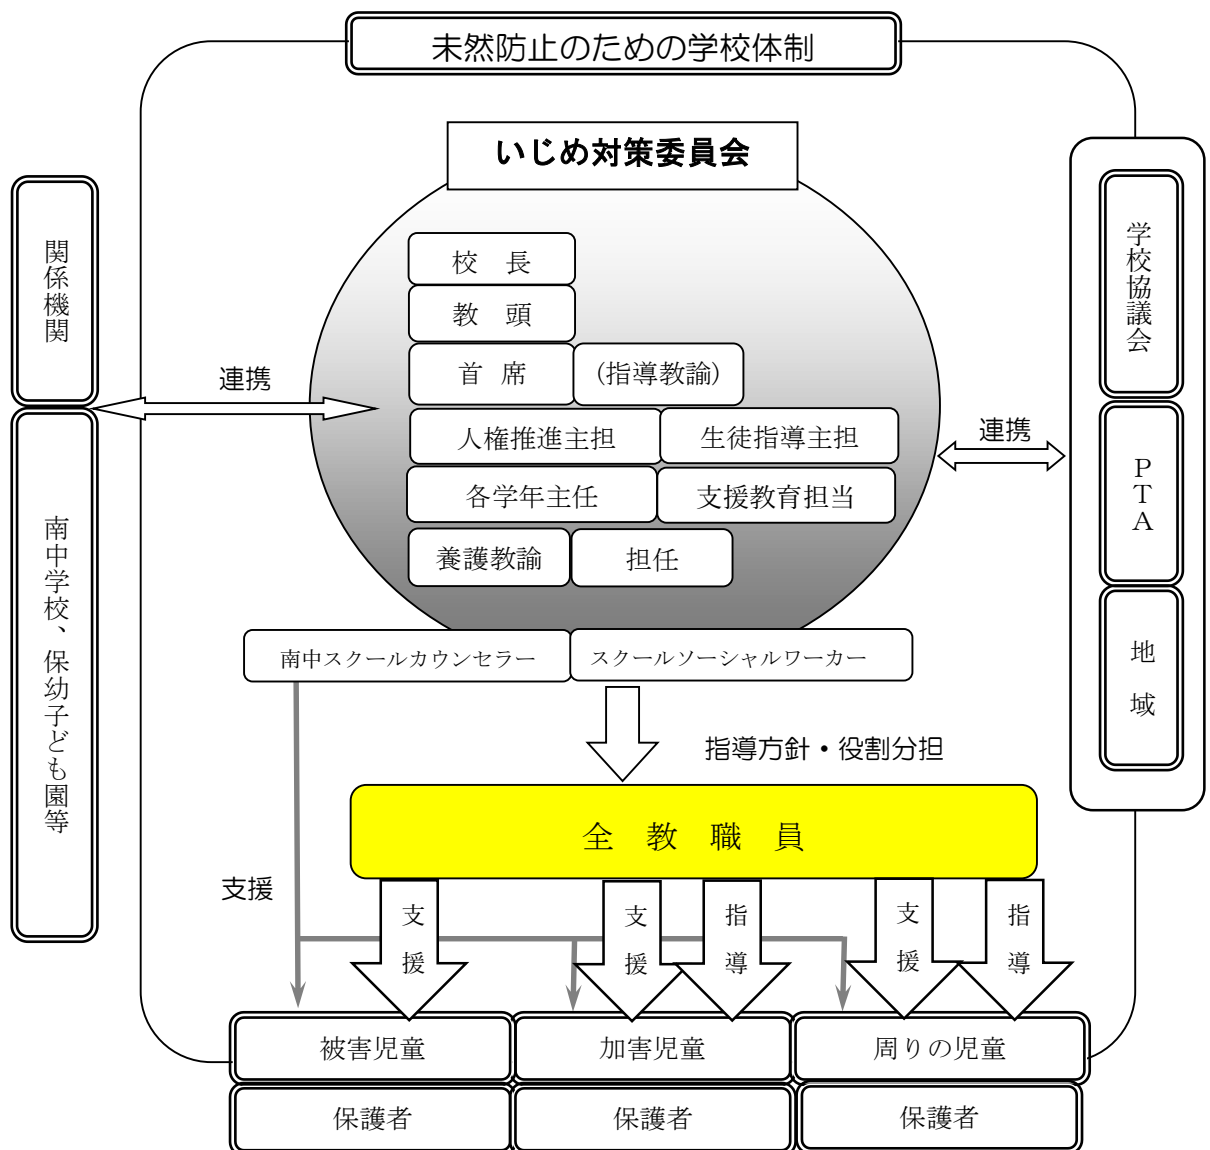 未然防止のための学校体制
いじめ対策委員会
校 長
教 頭
首 席
(指導教諭)
人権推進主担
生徒指導主担
各学年主任
支援教育担当
養護教諭
担任
南中スクールカウンセラー
スクールソーシャルワーカー
関係機関
南中学校、保幼子ども園等
連携
連携
学校協議会
PTA
地 域
指導方針・役割分担
全 教 職 員
支援
支援
支援
指導
支援
指導
被害児童
加害児童
周りの児童
保護者
保護者
保護者